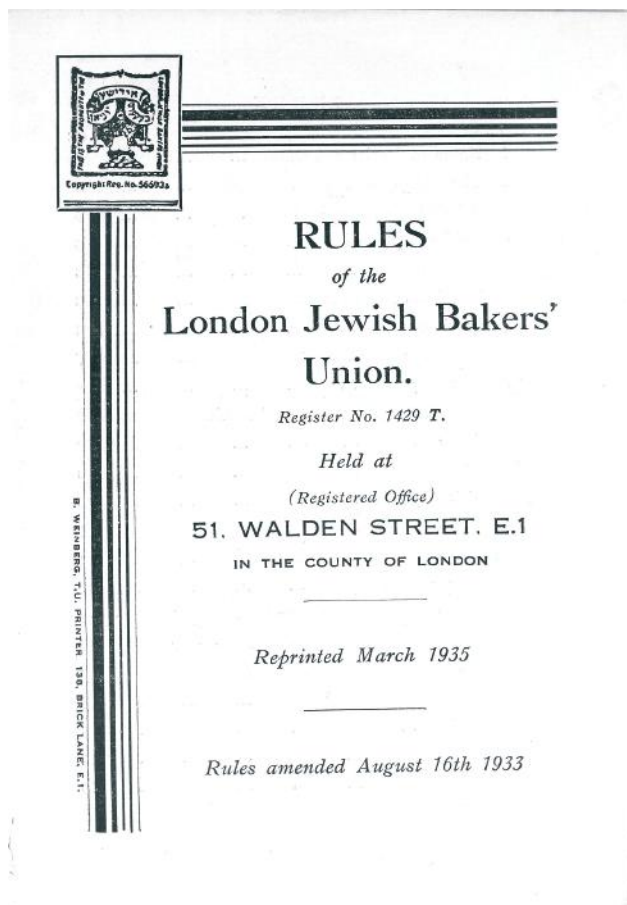 אידישע
Copyright Reg. No. 566935
RULES
of the
London Jewish Bakers'
Union.
Register No. 1429 T.
Held at
(Registered Office)
51, WALDEN STREET, E.1
IN THE COUNTY OF LONDON
Reprinted March 1935
Rules amended August 16th 1933
B. WEINBERG, T.U. PRINTER 138, BRICK LANE, E.1.